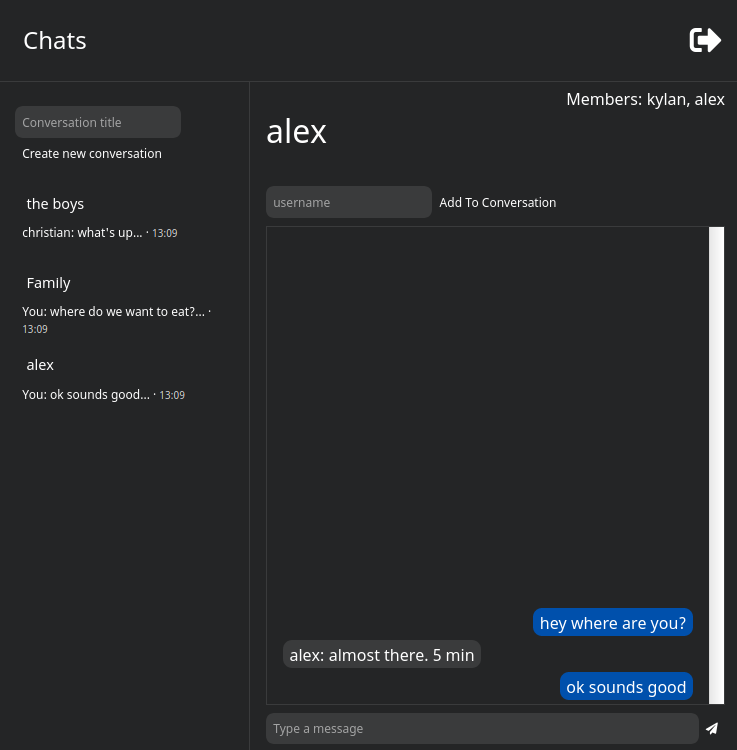 Chats
Conversation title
Create new conversation
the boys
christian: what's up... · 13:09
Family
You: where do we want to eat?... ·
13:09
alex
You: ok sounds good... · 13:09
Members: kylan, alex
alex
username
Add To Conversation
hey where are you?
alex: almost there. 5 min
ok sounds good
Type a message